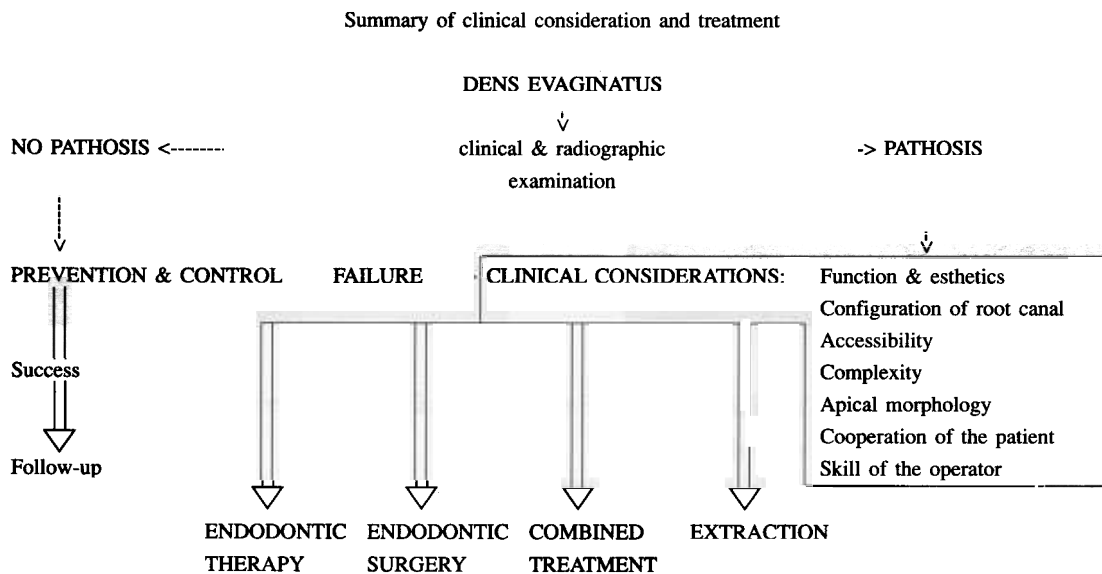 Summary of clinical consideration and treatment
DENS EVAGINATUS
NO PATHOSIS <------- clinical & radiographic -> PATHOSIS
examination
PREVENTION & CONTROL FAILURE CLINICAL CONSIDERATIONS: Function & esthetics
Configuration of root canal
Accessibility
Success
Complexity
Apical morphology
Cooperation of the patient
Follow-up
Skill of the operator
ENDODONTIC THERAPY
ENDODONTIC SURGERY
COMBINED TREATMENT
EXTRACTION